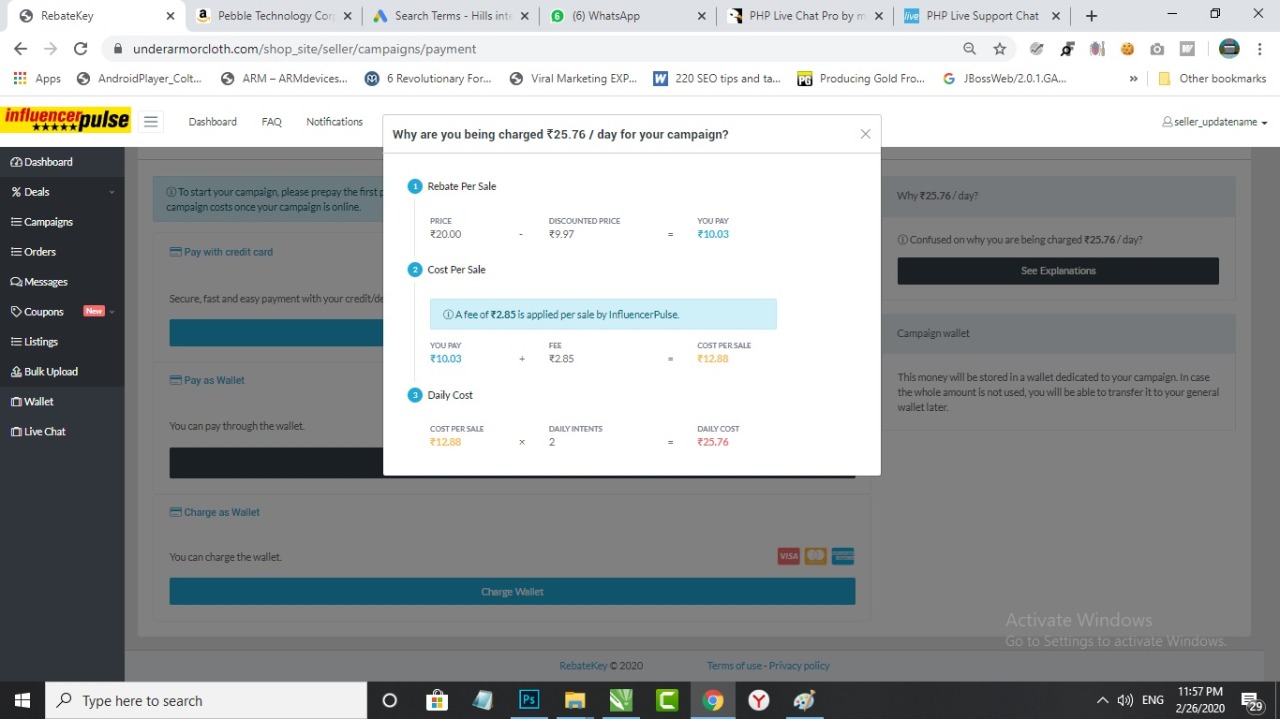 RebateKey
Pebble Technology Corp
Search Terms - Hills inte
(6) WhatsApp
PHP Live Chat Pro by m
PHP Live Support Chat
underarmorcloth.com/shop_site/seller/campaigns/payment
Apps
AndroidPlayer_Colt...
ARM – ARMdevices...
6 Revolutionary For...
Viral Marketing EXP...
220 SEO tips and ta...
Producing Gold Fro...
JBossWeb/2.0.1.GA...
Other bookmarks
influencerpulse
Dashboard
FAQ
Notifications
seller_updatename
Dashboard
Deals
Campaigns
Orders
Messages
Coupons New
Listings
Bulk Upload
Wallet
Live Chat
To start your campaign, please prepay the first
campaign costs once your campaign is online.
Pay with credit card
Secure, fast and easy payment with your credit/de
Pay as Wallet
You can pay through the wallet.
Charge as Wallet
You can charge the wallet.
VISA
Charge Wallet
Why are you being charged ₹25.76 / day for your campaign?
1 Rebate Per Sale
PRICE DISCOUNTED PRICE YOU PAY
₹20.00 - ₹9.97 = ₹10.03
2 Cost Per Sale
A fee of ₹2.85 is applied per sale by InfluencerPulse.
YOU PAY FEE COST PER SALE
₹10.03 + ₹2.85 = ₹12.88
3 Daily Cost
COST PER SALE DAILY INTENTS DAILY COST
₹12.88 × 2 = ₹25.76
Why ₹25.76 / day?
Confused on why you are being charged ₹25.76 / day?
See Explanations
Campaign wallet
This money will be stored in a wallet dedicated to your campaign. In case
the whole amount is not used, you will be able to transfer it to your general
wallet later.
Activate Windows
Go to Settings to activate Windows.
RebateKey © 2020
Terms of use - Privacy policy
Type here to search
Ps
ENG
11:57 PM
2/26/2020
29